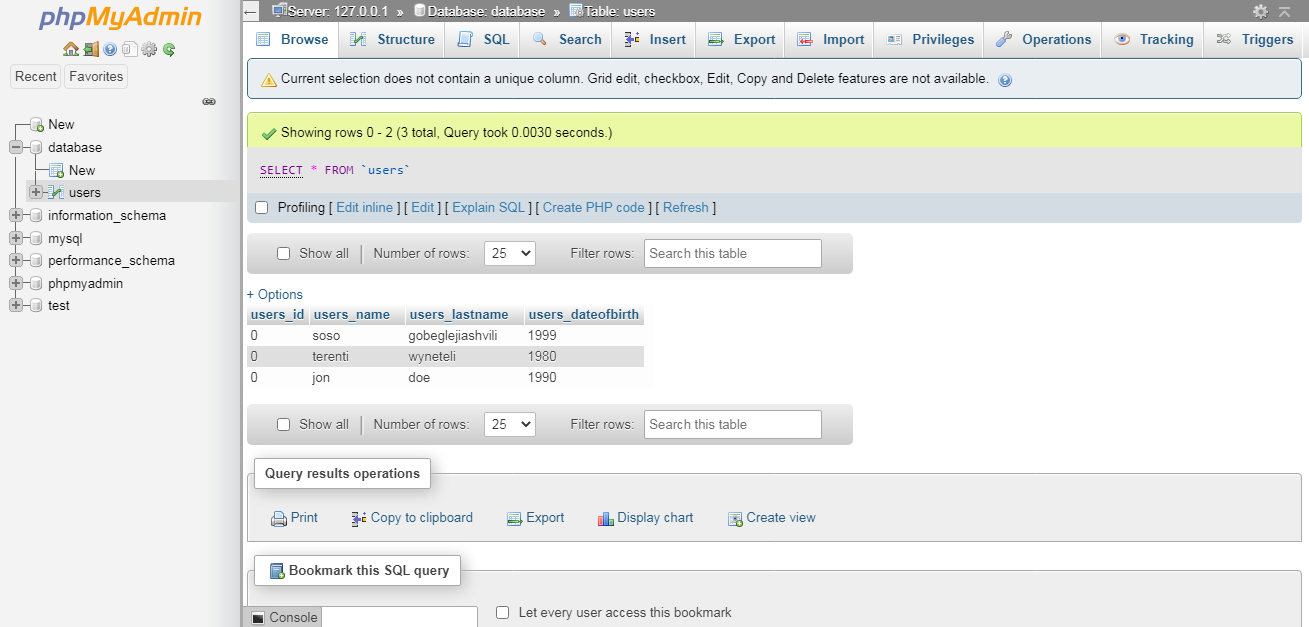 phpMyAdmin
Recent Favorites
New
database
New
users
information_schema
mysql
performance_schema
phpmyadmin
test
Server: 127.0.0.1 » Database: database » Table: users
Browse Structure SQL Search Insert Export Import Privileges Operations Tracking Triggers
Current selection does not contain a unique column. Grid edit, checkbox, Edit, Copy and Delete features are not available.
Showing rows 0 - 2 (3 total, Query took 0.0030 seconds.)
SELECT * FROM `users`
Profiling [ Edit inline ] [ Edit ] [ Explain SQL ] [ Create PHP code ] [ Refresh ]
Show all Number of rows: 25 Filter rows: Search this table
+ Options
users_id users_name users_lastname users_dateofbirth
0 soso gobeglejiashvili 1999
0 terenti wyneteli 1980
0 jon doe 1990
Show all Number of rows: 25 Filter rows: Search this table
Query results operations
Print Copy to clipboard Export Display chart Create view
Bookmark this SQL query
Let every user access this bookmark
Console